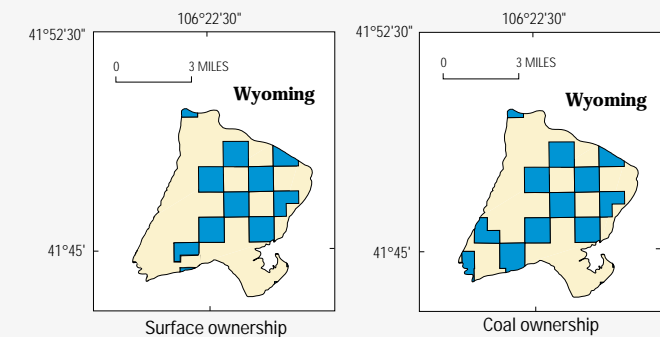 106°22'30"
41°52'30"
0 3 MILES
Wyoming
41°45'
Surface ownership
106°22'30"
41°52'30"
0 3 MILES
Wyoming
41°45'
Coal ownership